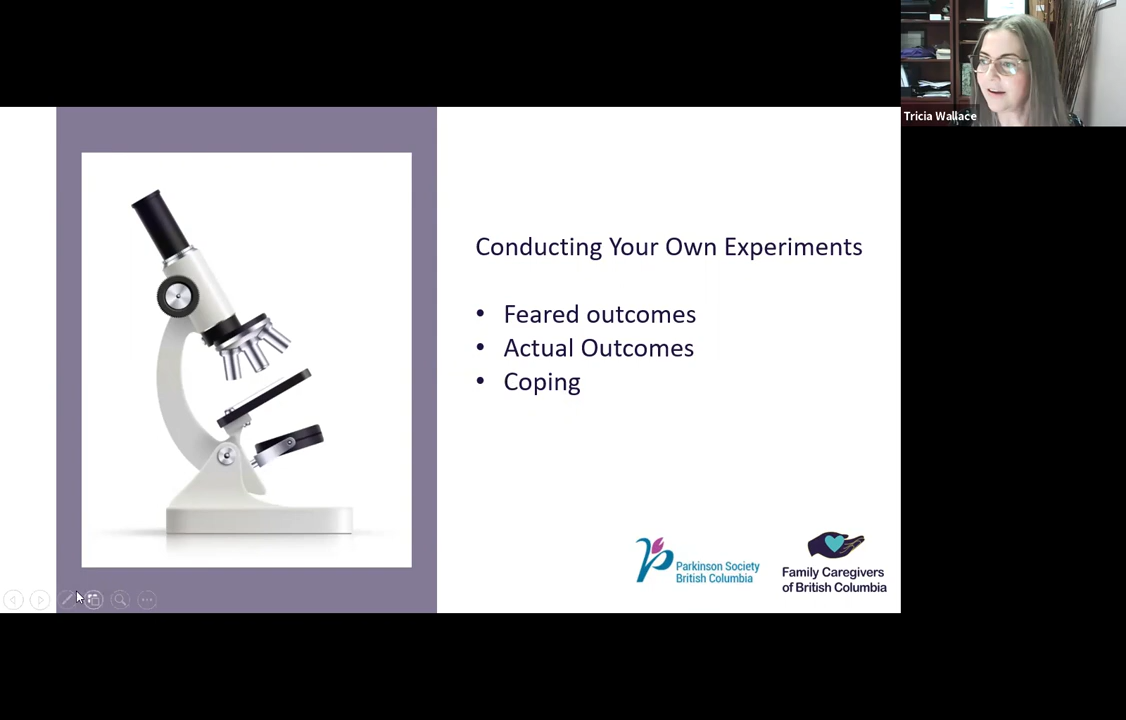 Tricia Wallace
Conducting Your Own Experiments
• Feared outcomes
• Actual Outcomes
• Coping
Parkinson Society
British Columbia
Family Caregivers
of British Columbia